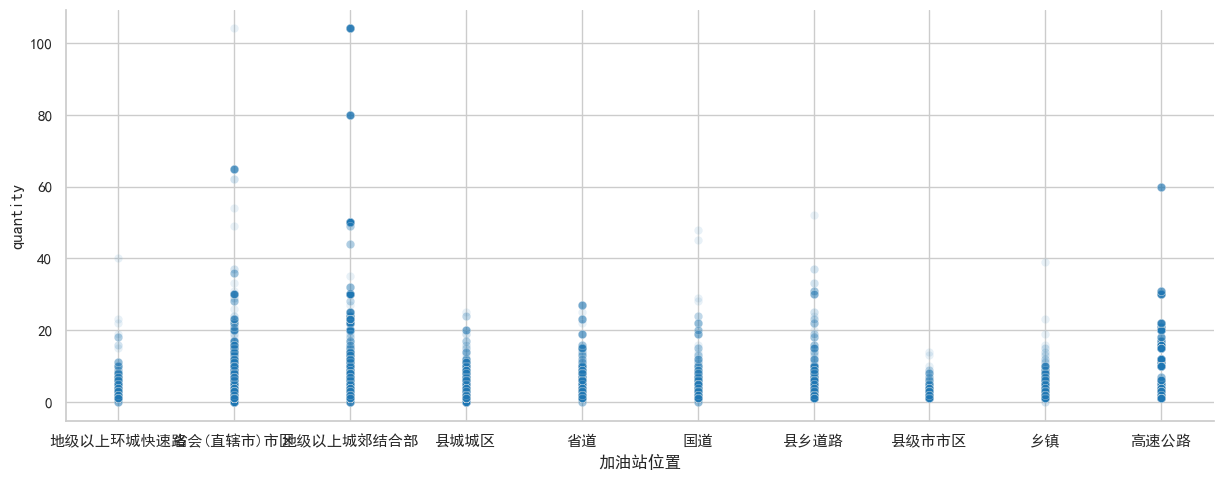 100
80
60
40
20
0
quantity
地级以上环城快速路
省会(直辖市)市区
地级以上城郊结合部
县城城区
省道
国道
县乡道路
县级市市区
乡镇
高速公路
加油站位置